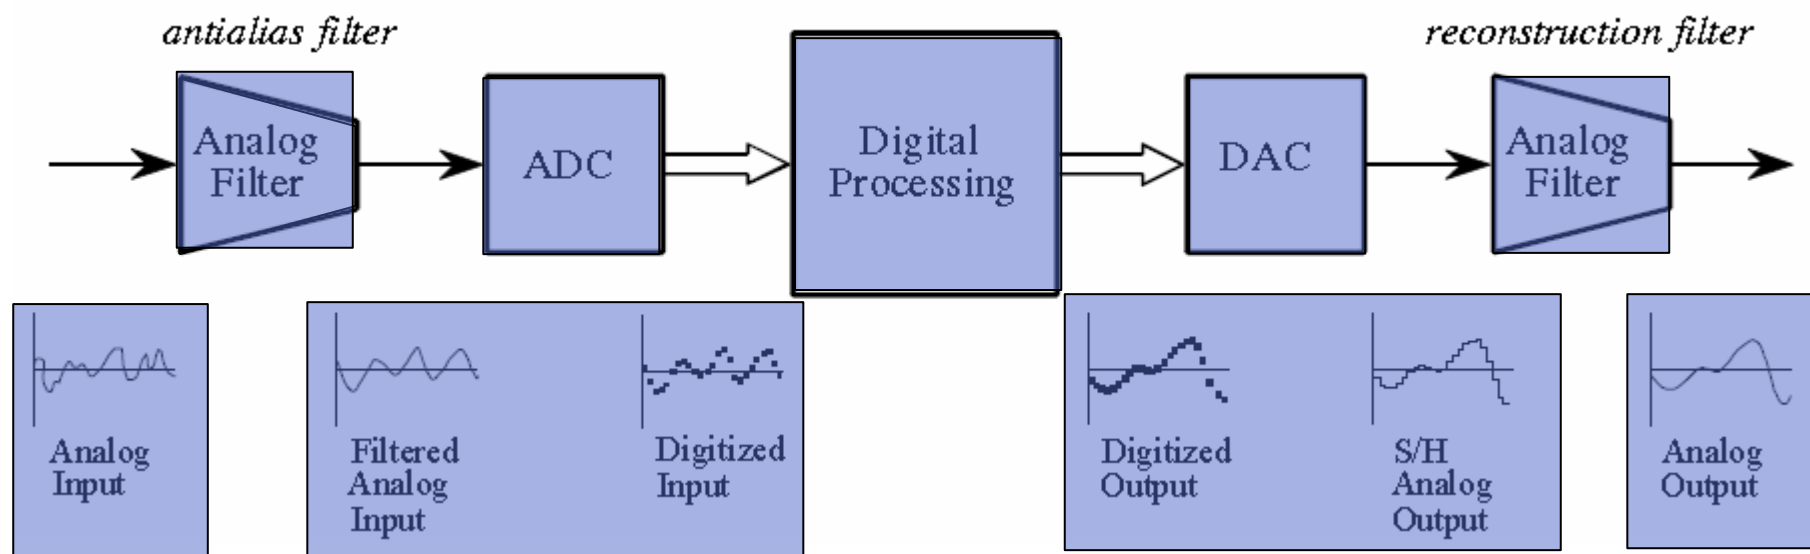 antialias filter
reconstruction filter
Analog
Filter
ADC
Digital
Processing
DAC
Analog
Filter
Analog
Input
Filtered
Analog
Input
Digitized
Input
Digitized
Output
S/H
Analog
Output
Analog
Output